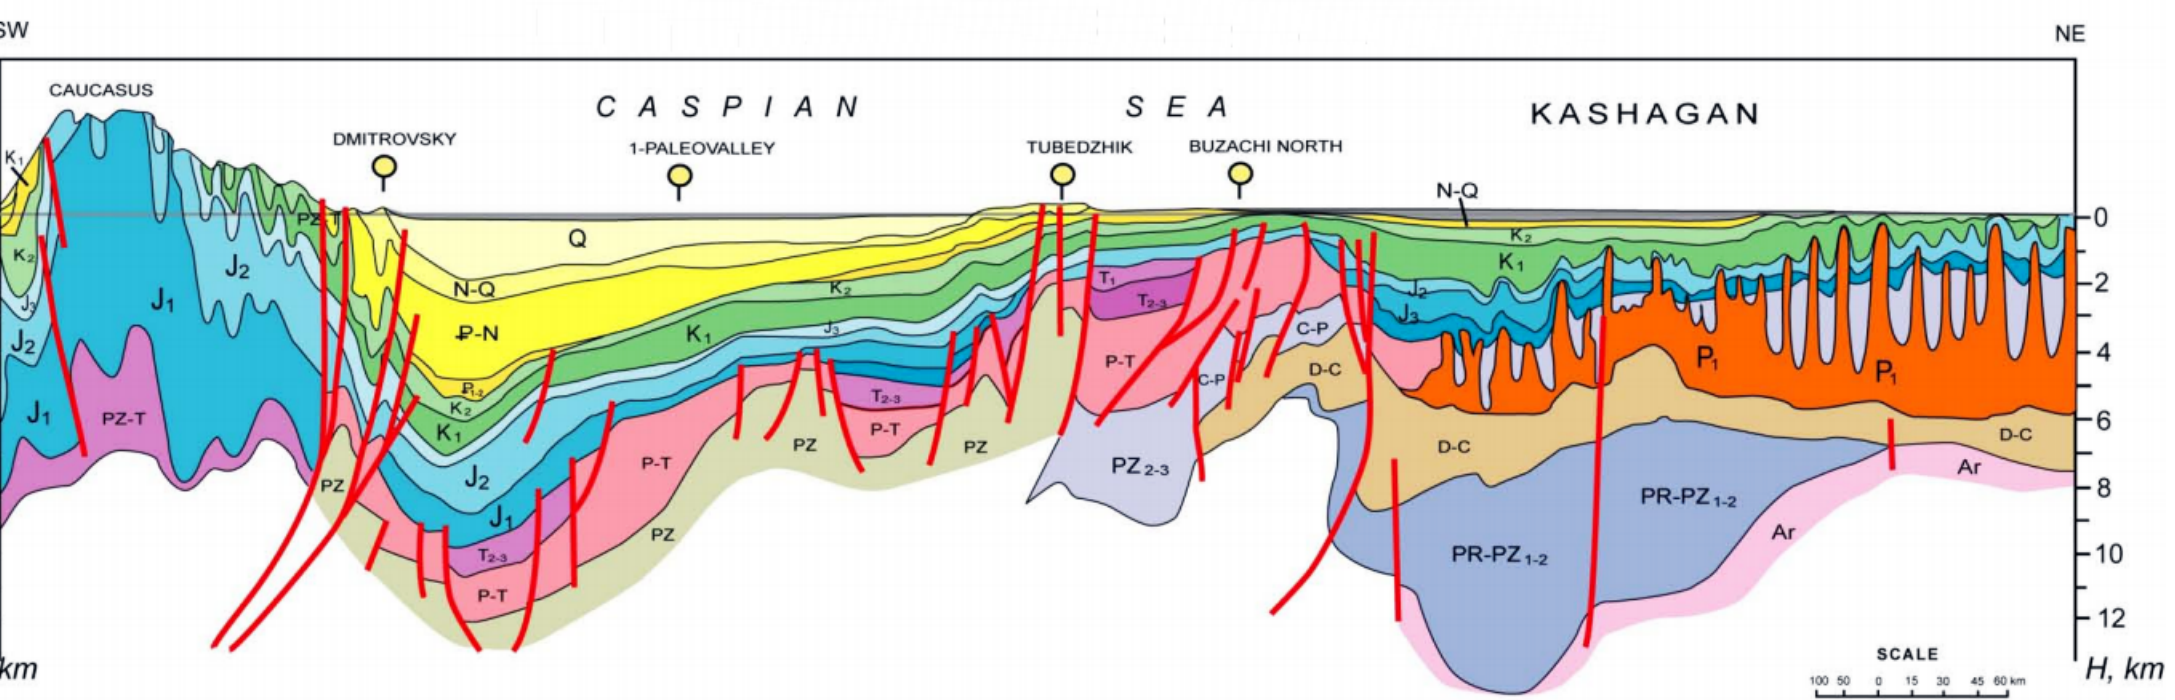 SW
NE
CAUCASUS
C A S P I A N
S E A
KASHAGAN
DMITROVSKY
1-PALEOVALLEY
TUBEDZHIK
BUZACHI NORTH
K1
N-Q
PZ-T
0
Q
K2
K2
K1
J2
T1
2
J3
J1
N-Q
K2
T2-3
J2
J3
P-N
K1
J3
C-P
J2
P-T
4
P1
P1
P1-2
C-P
D-C
K2
T2-3
J1
PZ-T
K1
P-T
PZ
PZ
6
D-C
D-C
P-T
PZ2-3
Ar
J2
PZ
8
PR-PZ1-2
J1
PZ
Ar
T2-3
PR-PZ1-2
10
P-T
12
SCALE
km
H, km
100 50 0 15 30 45 60 km